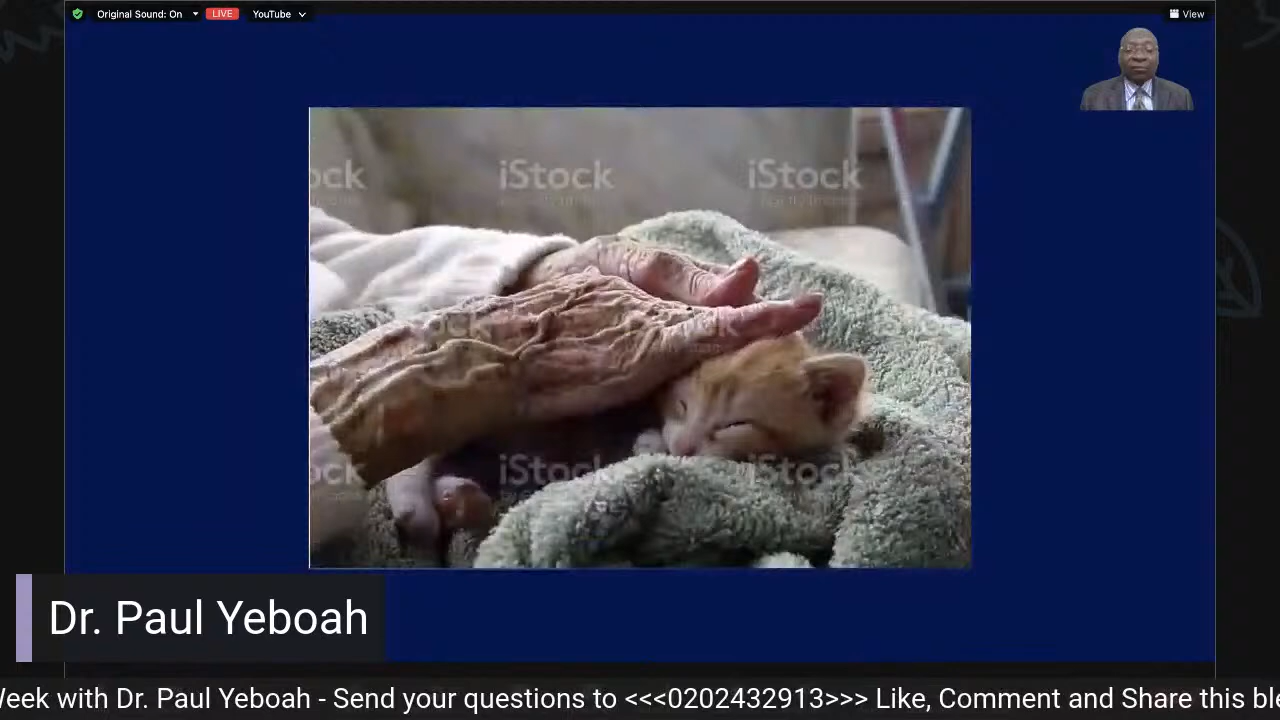 Original Sound: On LIVE YouTube View
iStock iStock iStock
iStock iStock iStock
Dr. Paul Yeboah
Week with Dr. Paul Yeboah - Send your questions to <<<0202432913>>> Like, Comment and Share this